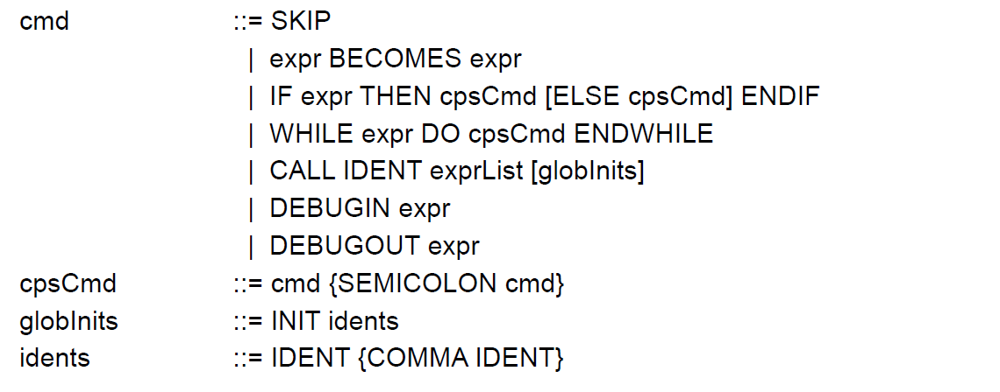 cmd ::= SKIP
| expr BECOMES expr
| IF expr THEN cpsCmd [ELSE cpsCmd] ENDIF
| WHILE expr DO cpsCmd ENDWHILE
| CALL IDENT exprList [globInits]
| DEBUGIN expr
| DEBUGOUT expr
cpsCmd ::= cmd {SEMICOLON cmd}
globInits ::= INIT idents
idents ::= IDENT {COMMA IDENT}